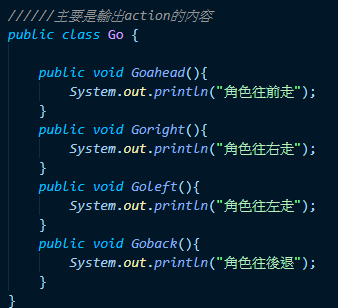 //////主要是輸出action的內容
public class Go {
public void Goahead(){
System.out.println("角色往前走");
}
public void Goright(){
System.out.println("角色往右走");
}
public void Goleft(){
System.out.println("角色往左走");
}
public void Goback(){
System.out.println("角色往後退");
}
}